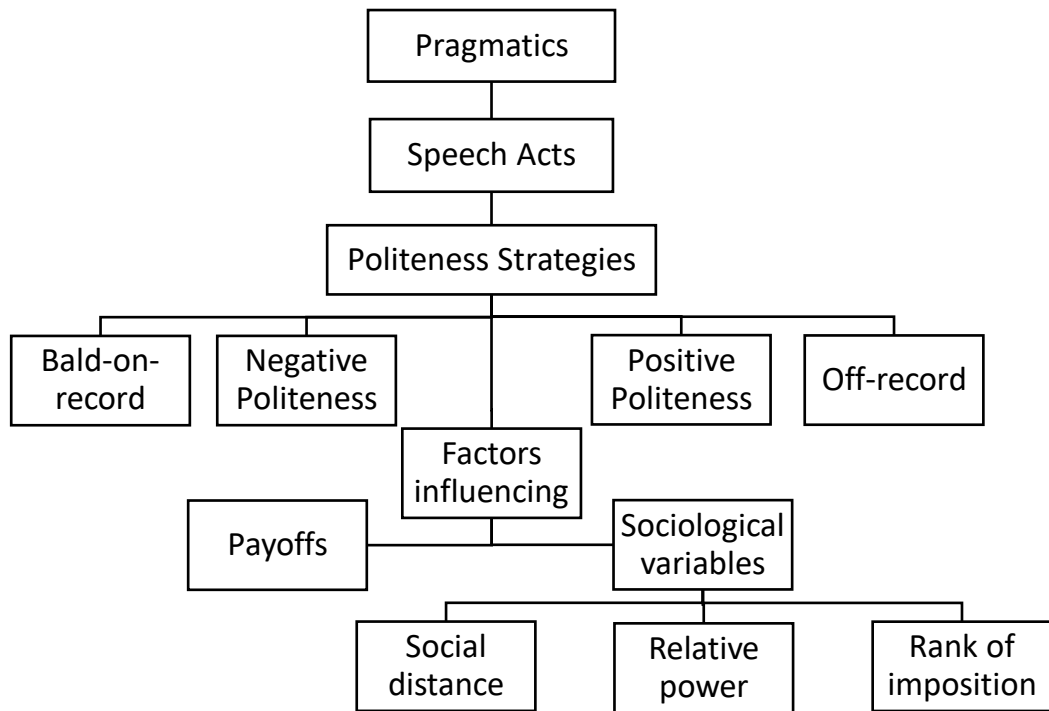 Pragmatics
Speech Acts
Politeness Strategies
Bald-on-
record
Negative
Politeness
Positive
Politeness
Off-record
Factors
influencing
Payoffs
Sociological
variables
Social
distance
Relative
power
Rank of
imposition